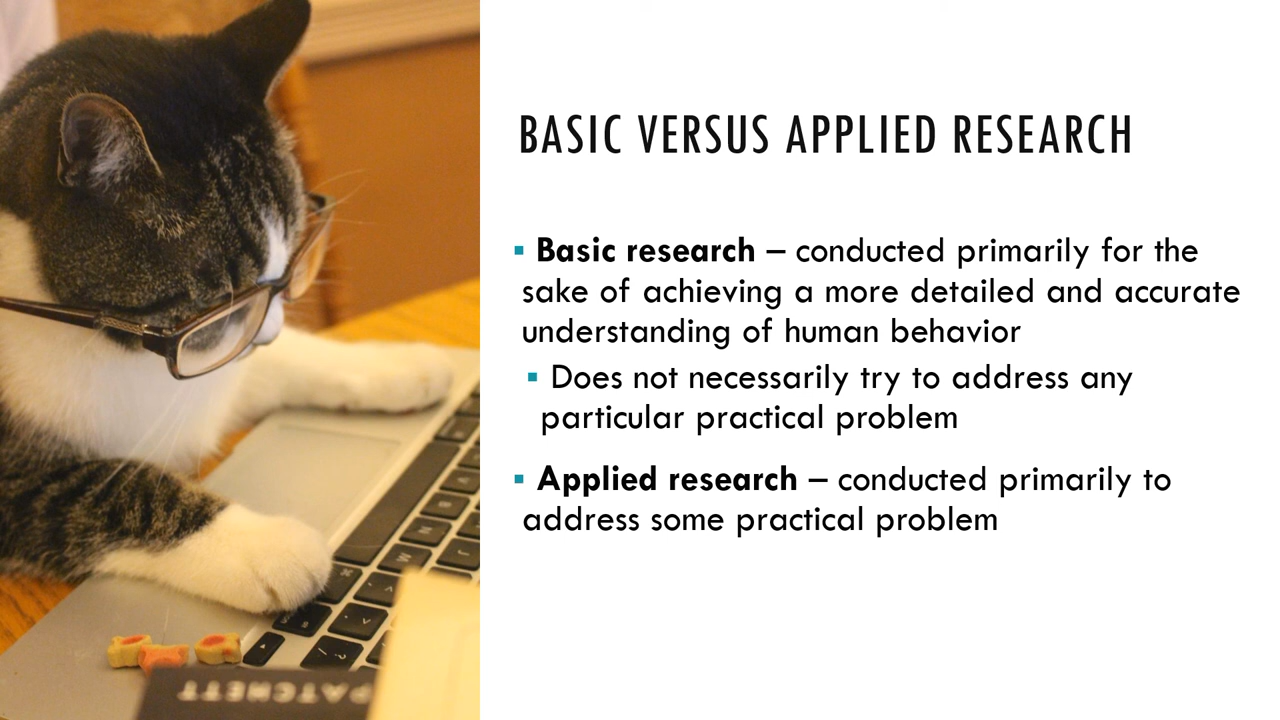 BASIC VERSUS APPLIED RESEARCH
▪ Basic research – conducted primarily for the
sake of achieving a more detailed and accurate
understanding of human behavior
▪ Does not necessarily try to address any
particular practical problem
▪ Applied research – conducted primarily to
address some practical problem
PATCHETT